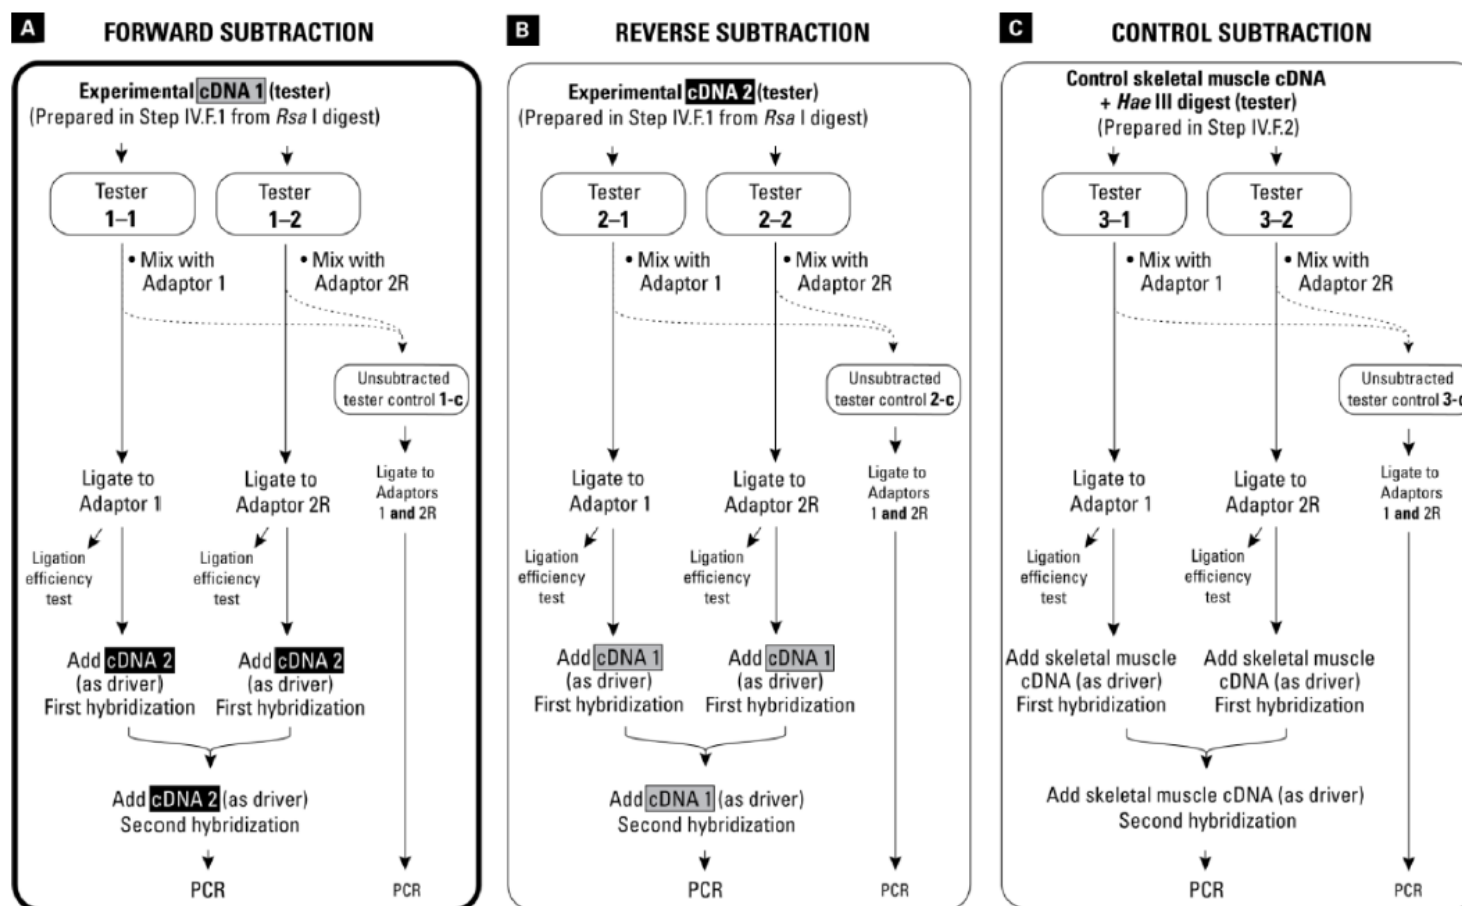 A FORWARD SUBTRACTION
Experimental cDNA 1 (tester)
(Prepared in Step IV.F.1 from Rsa I digest)
Tester
1–1
Tester
1–2
• Mix with
Adaptor 1
• Mix with
Adaptor 2R
Unsubtracted
tester control 1-c
Ligate to
Adaptor 1
Ligate to
Adaptor 2R
Ligate to
Adaptors
1 and 2R
Ligation
efficiency
test
Ligation
efficiency
test
Add cDNA 2
(as driver)
First hybridization
Add cDNA 2
(as driver)
First hybridization
Add cDNA 2 (as driver)
Second hybridization
PCR
PCR
B REVERSE SUBTRACTION
Experimental cDNA 2 (tester)
(Prepared in Step IV.F.1 from Rsa I digest)
Tester
2–1
Tester
2–2
• Mix with
Adaptor 1
• Mix with
Adaptor 2R
Unsubtracted
tester control 2-c
Ligate to
Adaptor 1
Ligate to
Adaptor 2R
Ligate to
Adaptors
1 and 2R
Ligation
efficiency
test
Ligation
efficiency
test
Add cDNA 1
(as driver)
First hybridization
Add cDNA 1
(as driver)
First hybridization
Add cDNA 1 (as driver)
Second hybridization
PCR
PCR
C CONTROL SUBTRACTION
Control skeletal muscle cDNA
+ Hae III digest (tester)
(Prepared in Step IV.F.2)
Tester
3–1
Tester
3–2
• Mix with
Adaptor 1
• Mix with
Adaptor 2R
Unsubtracted
tester control 3-c
Ligate to
Adaptor 1
Ligate to
Adaptor 2R
Ligate to
Adaptors
1 and 2R
Ligation
efficiency
test
Ligation
efficiency
test
Add skeletal muscle
cDNA (as driver)
First hybridization
Add skeletal muscle
cDNA (as driver)
First hybridization
Add skeletal muscle cDNA (as driver)
Second hybridization
PCR
PCR